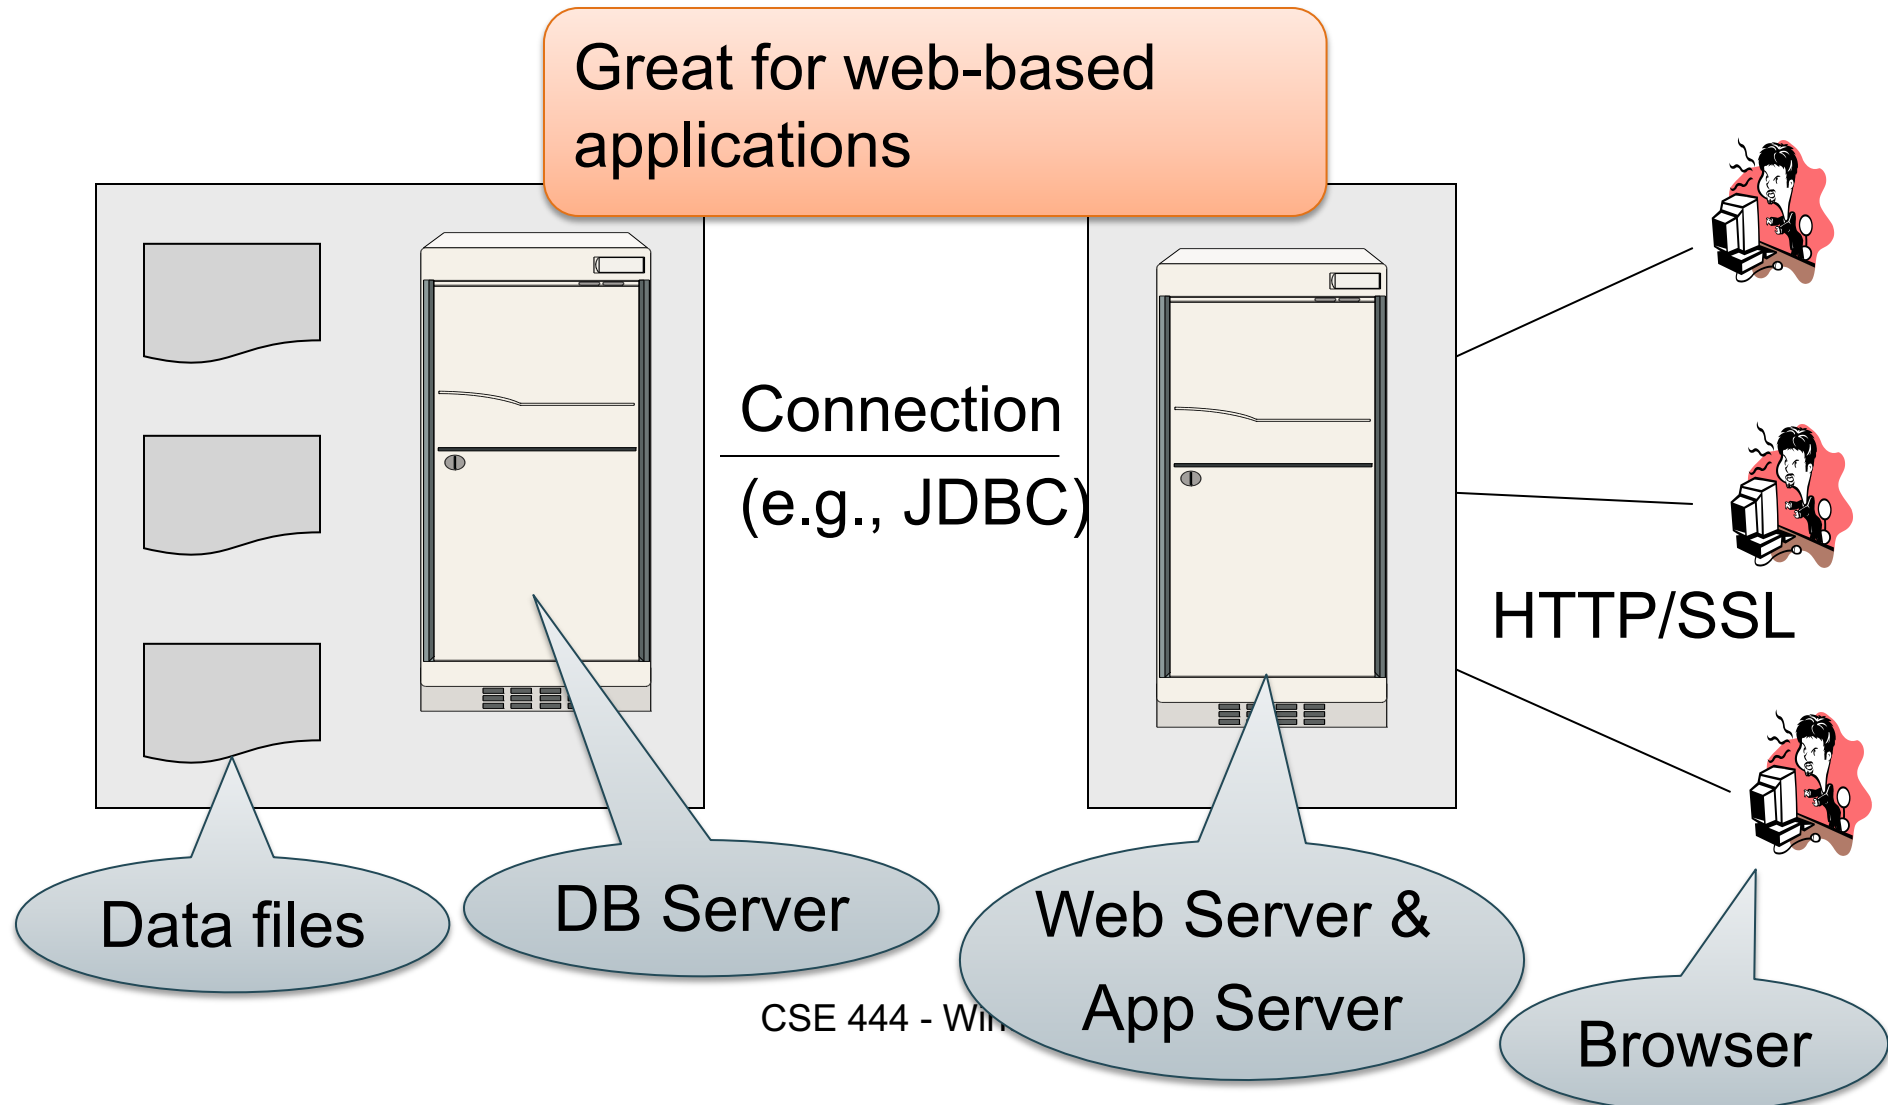 Great for web-based
applications
Connection
(e.g., JDBC)
HTTP/SSL
Data files
DB Server
Web Server &
App Server
Browser
CSE 444 -